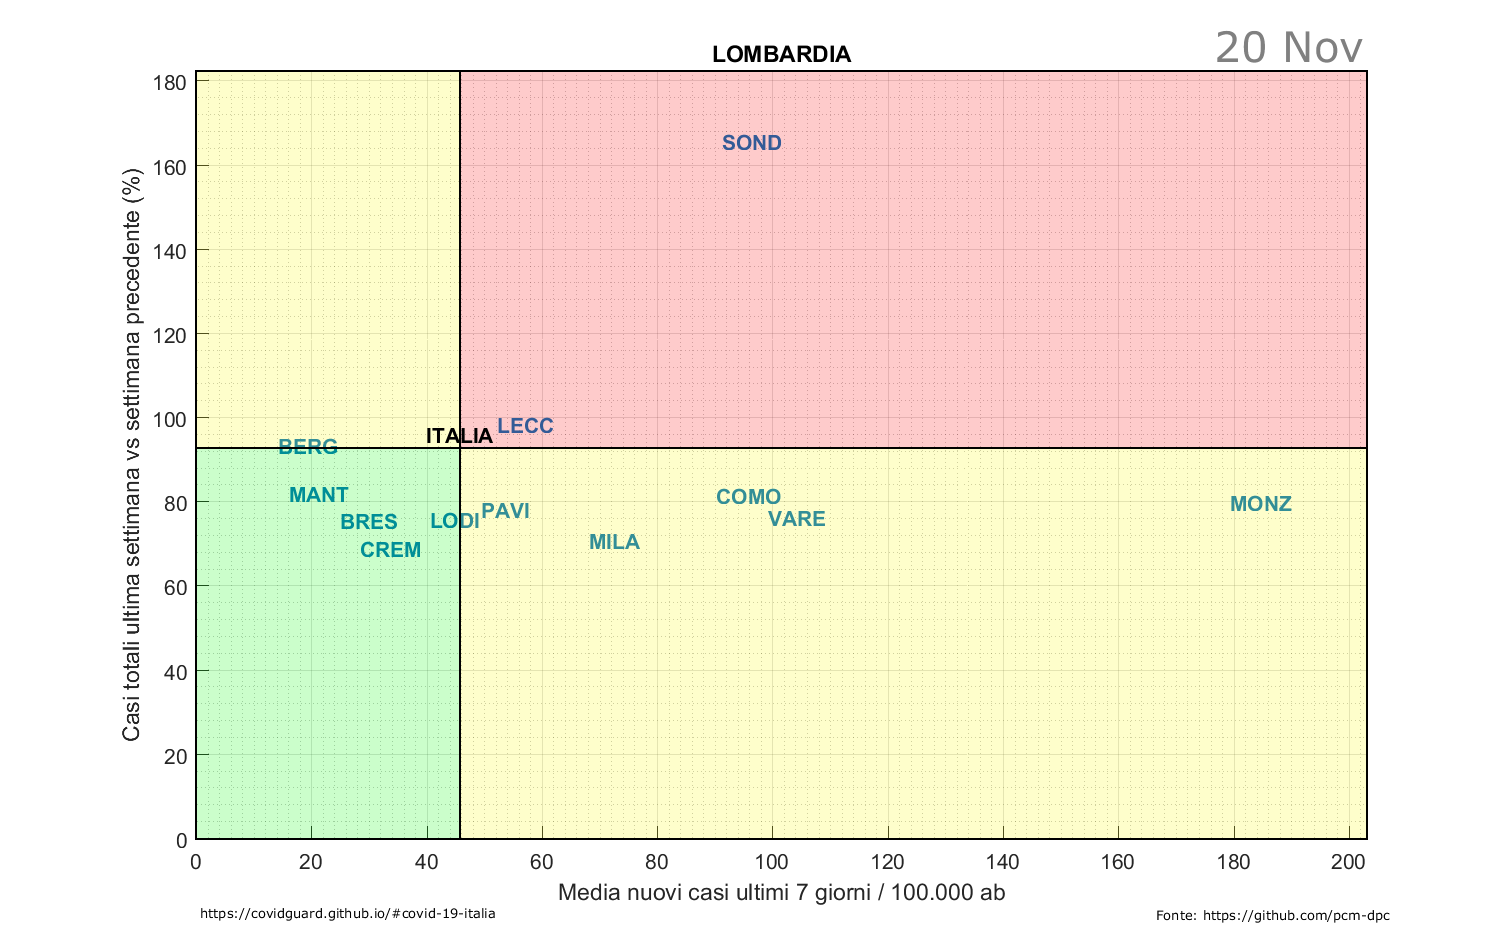 LOMBARDIA
20 Nov
180
160
140
120
100
80
60
40
20
0
Casi totali ultima settimana vs settimana precedente (%)
SOND
LECC
ITALIA
BERG
MANT
COMO
MONZ
PAVI
VARE
BRES
LODI
MILA
CREM
0 20 40 60 80 100 120 140 160 180 200
Media nuovi casi ultimi 7 giorni / 100.000 ab
https://covidguard.github.io/#covid-19-italia
Fonte: https://github.com/pcm-dpc